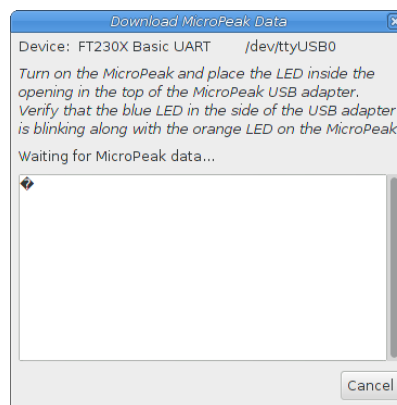 Download MicroPeak Data
Device: FT230X Basic UART /dev/ttyUSB0
Turn on the MicroPeak and place the LED inside the
opening in the top of the MicroPeak USB adapter.
Verify that the blue LED in the side of the USB adapter
is blinking along with the orange LED on the MicroPeak
Waiting for MicroPeak data...
�
Cancel